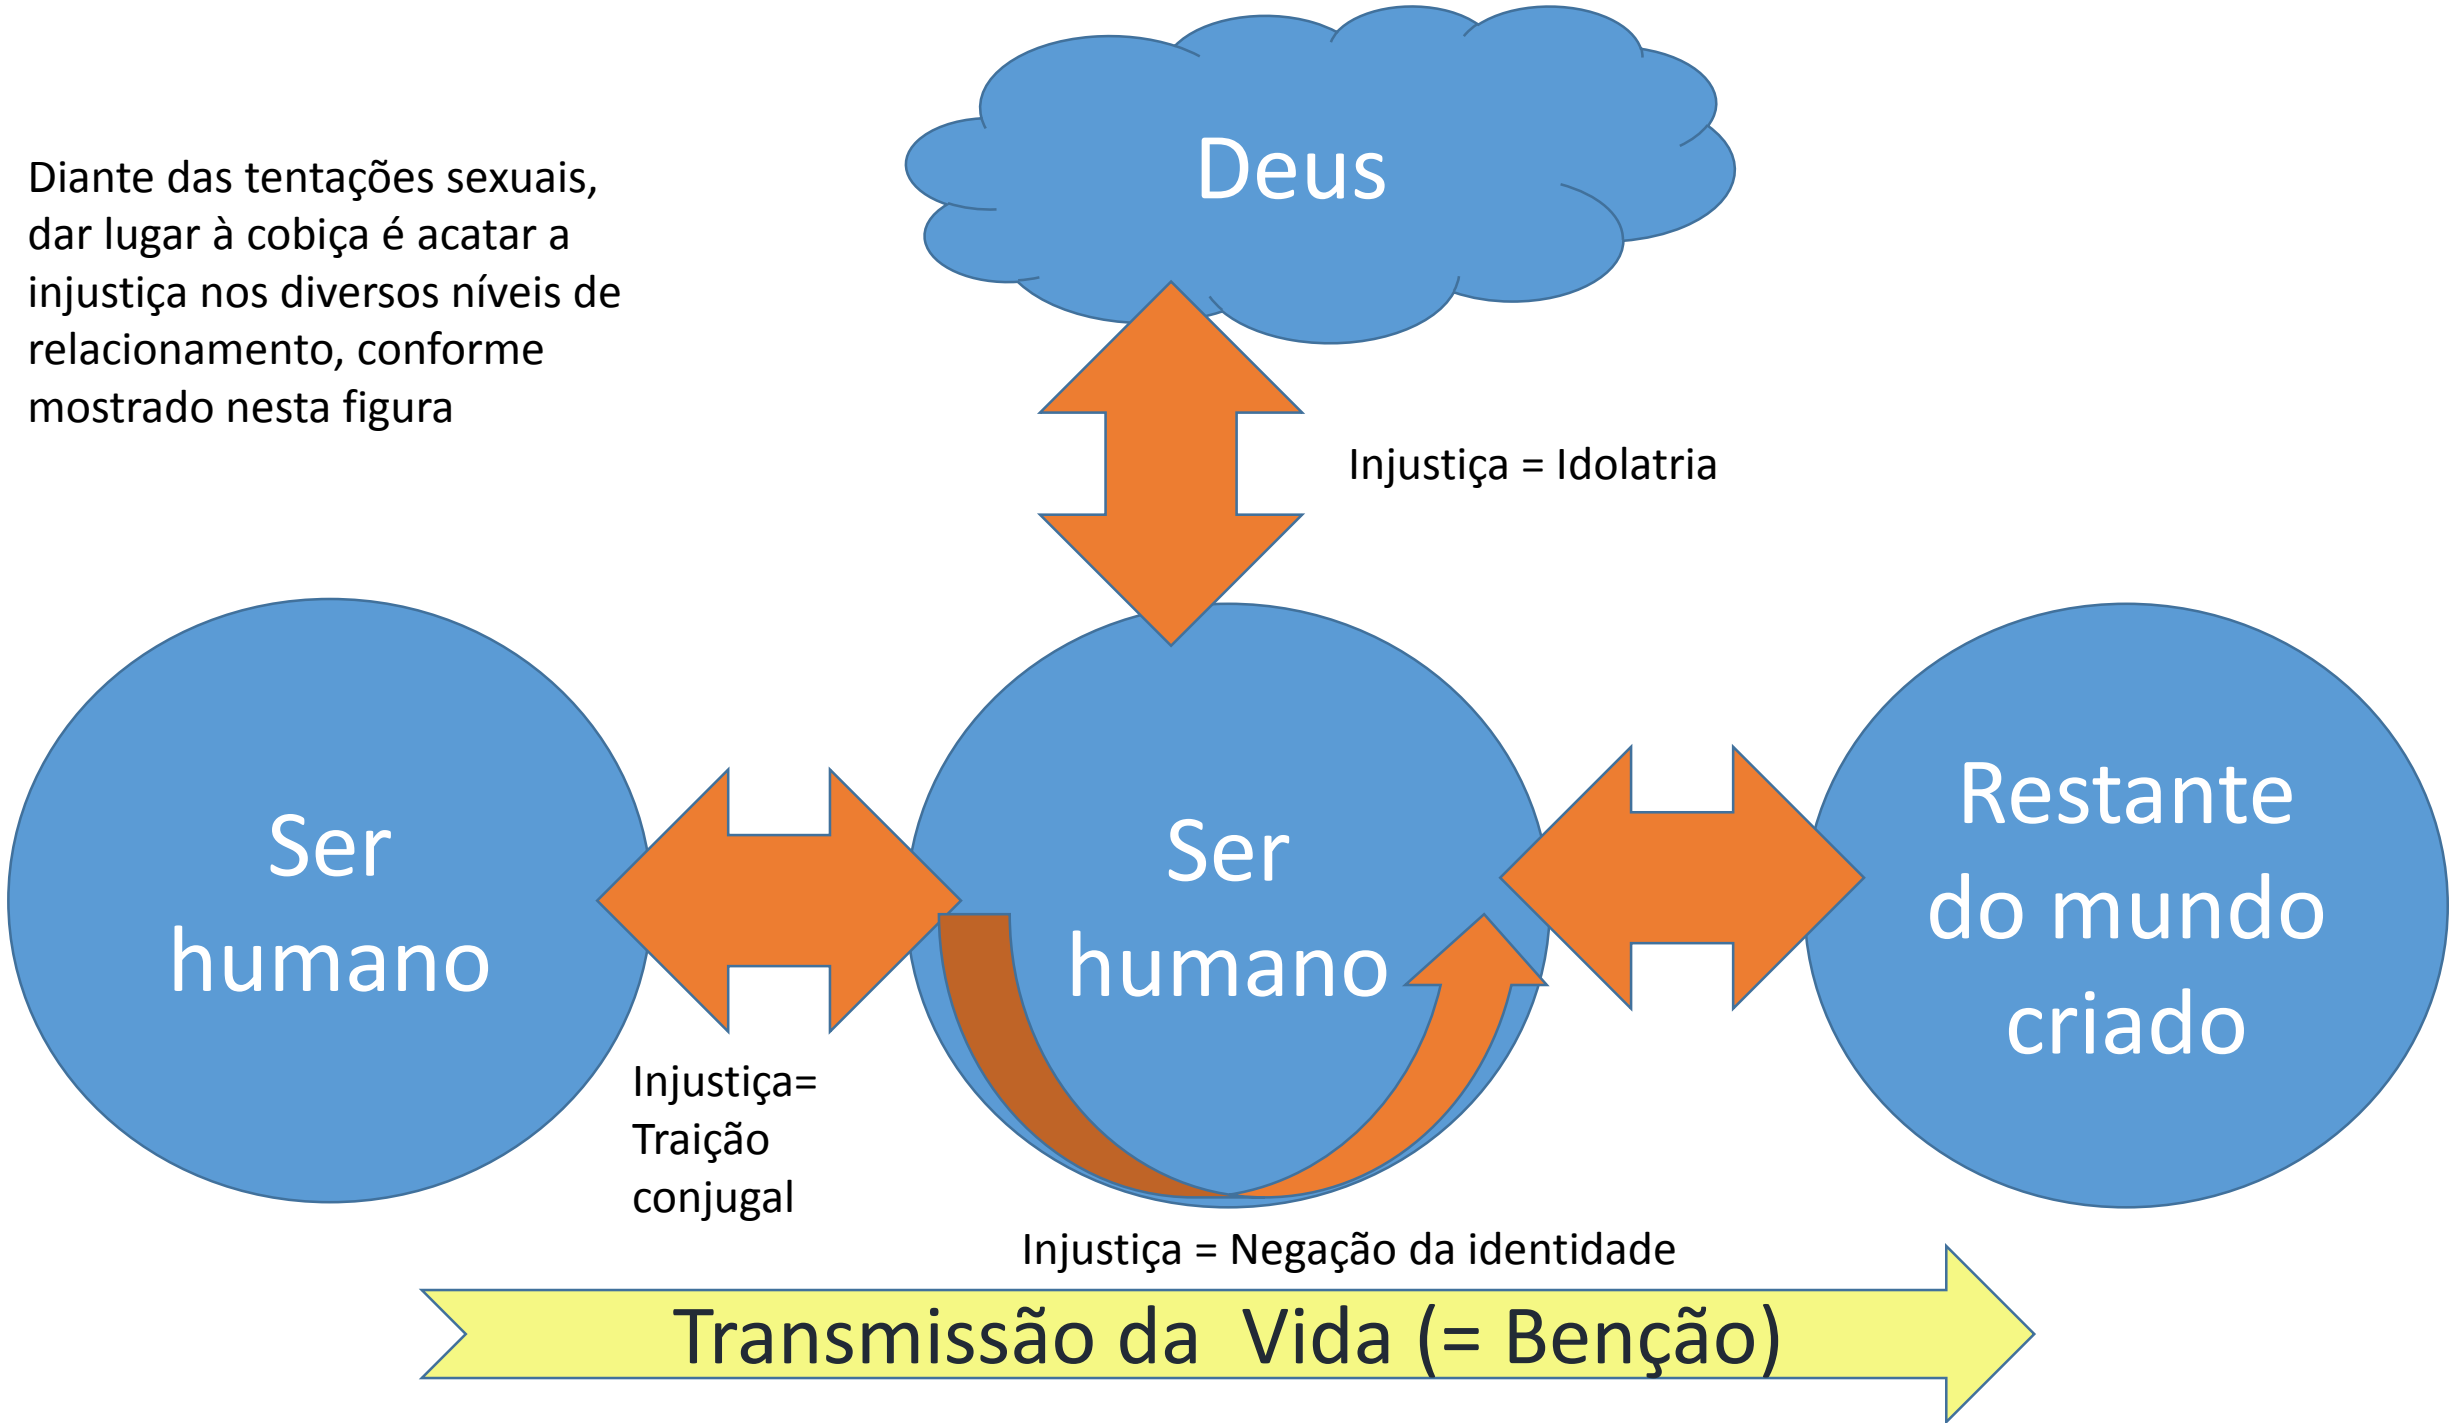 Deus
Diante das tentações sexuais,
dar lugar à cobiça é acatar a
injustiça nos diversos níveis de
relacionamento, conforme
mostrado nesta figura
Injustiça = Idolatria
Ser
humano
Ser
humano
Restante
do mundo
criado
Injustiça=
Traição
conjugal
Injustiça = Negação da identidade
Transmissão da  Vida (= Benção)